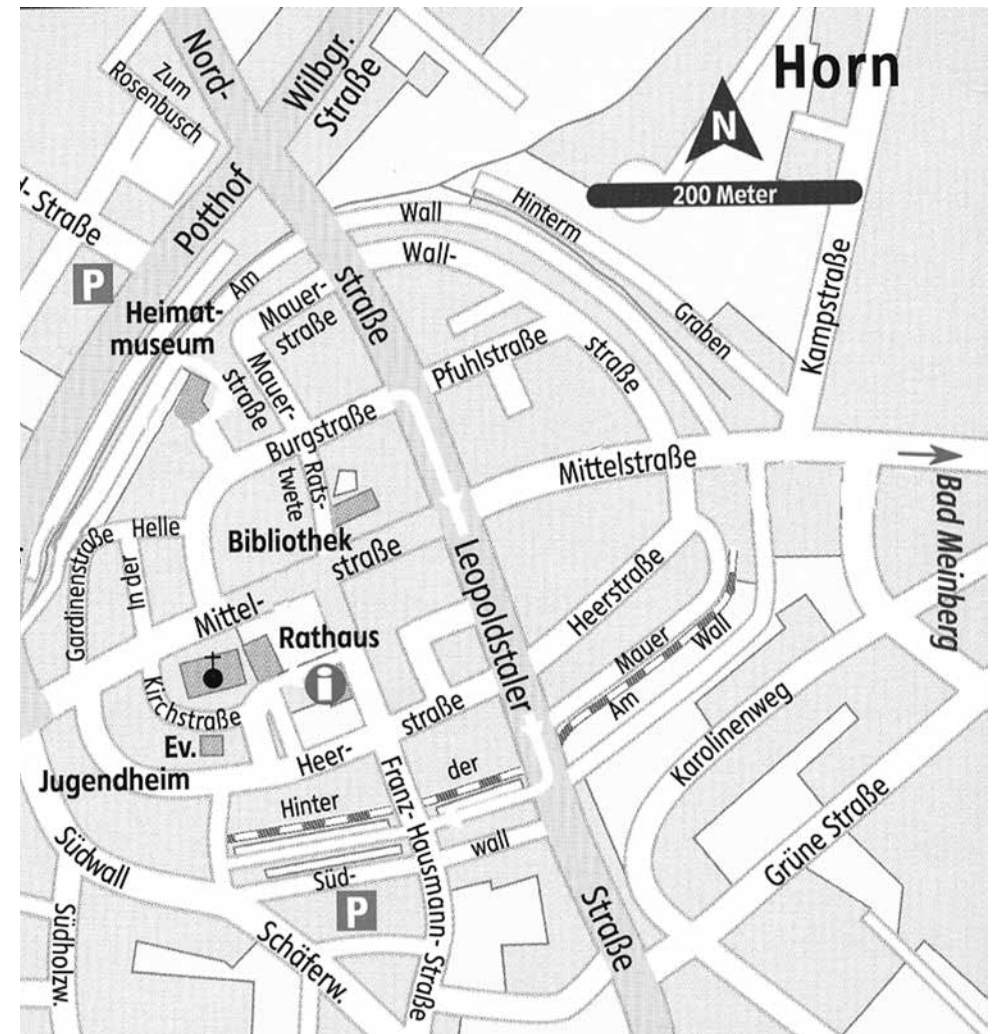 Horn
N
200 Meter
Nord-
straße
Wilbgr.
Straße
Zum
Rosenbusch
Potthof
Straße
P
Heimat-
museum
Am
Wall
Wall-
straße
Hinterm
Graben
Kampstraße
Mauer-
straße
Mauer-
straße
Pfuhlstraße
Burgstraße
Rats-
twete
Mittelstraße
Bad Meinberg
Bibliothek
Helle
In der
Gardinenstraße
Mittel-
straße
Leopoldstaler
Straße
Heerstraße
Rathaus
i
Kirchstraße
Ev.
Jugendheim
Heer-
straße
Mauer
Am
Wall
Karolinenweg
Grüne Straße
Hinter
der
Franz-Hausmann-Straße
Süd-
wall
P
Südwall
Südholzw.
Schäferw.